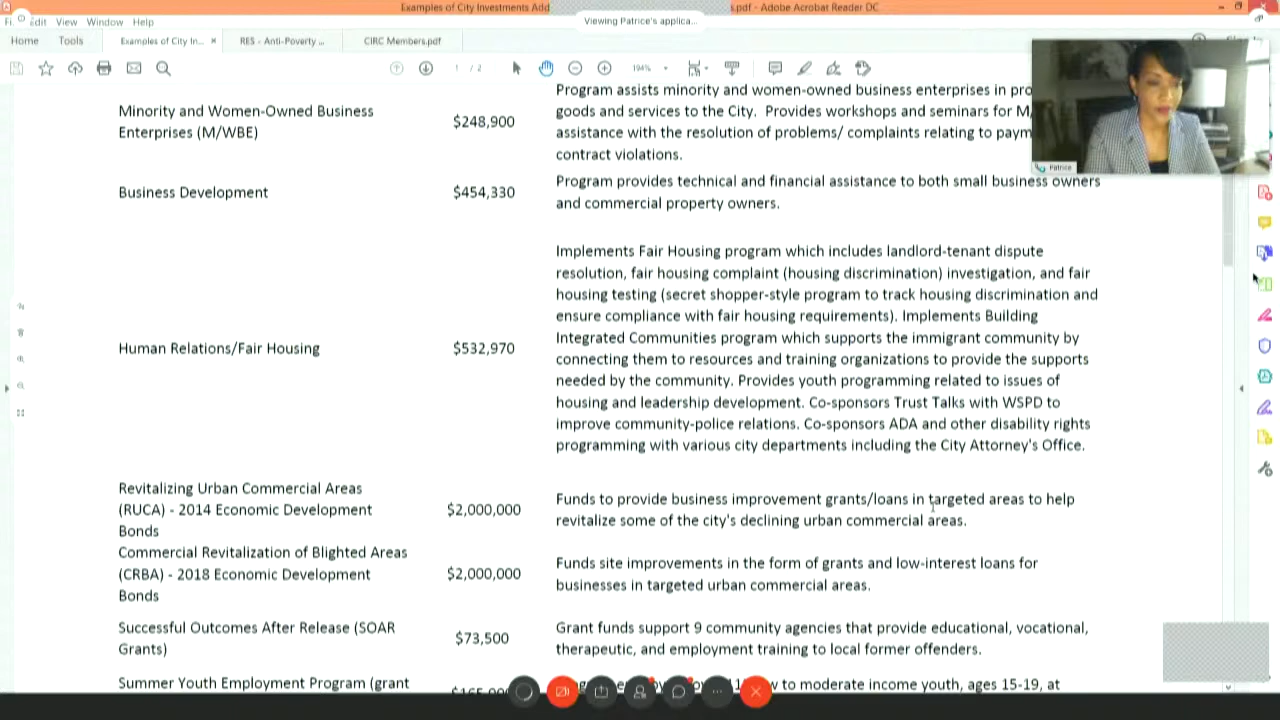 Examples of City Investments Add s.pdf - Adobe Acrobat Reader DC
Edit View Window Help
Viewing Patrice's applica...
Home Tools Examples of City In... × RES - Anti-Poverty ... CIRC Members.pdf
1 / 2 194%
Program assists minority and women-owned business enterprises in pro
Minority and Women-Owned Business
goods and services to the City. Provides workshops and seminars for M/
Enterprises (M/WBE)
$248,900
assistance with the resolution of problems/ complaints relating to paym
contract violations.
Patrice
Business Development
$454,330
Program provides technical and financial assistance to both small business owners
and commercial property owners.
Human Relations/Fair Housing
$532,970
Implements Fair Housing program which includes landlord-tenant dispute
resolution, fair housing complaint (housing discrimination) investigation, and fair
housing testing (secret shopper-style program to track housing discrimination and
ensure compliance with fair housing requirements). Implements Building
Integrated Communities program which supports the immigrant community by
connecting them to resources and training organizations to provide the supports
needed by the community. Provides youth programming related to issues of
housing and leadership development. Co-sponsors Trust Talks with WSPD to
improve community-police relations. Co-sponsors ADA and other disability rights
programming with various city departments including the City Attorney's Office.
Revitalizing Urban Commercial Areas
(RUCA) - 2014 Economic Development
Bonds
$2,000,000
Funds to provide business improvement grants/loans in targeted areas to help
revitalize some of the city's declining urban commercial areas.
Commercial Revitalization of Blighted Areas
(CRBA) - 2018 Economic Development
Bonds
$2,000,000
Funds site improvements in the form of grants and low-interest loans for
businesses in targeted urban commercial areas.
Successful Outcomes After Release (SOAR
Grants)
$73,500
Grant funds support 9 community agencies that provide educational, vocational,
therapeutic, and employment training to local former offenders.
Summer Youth Employment Program (grant
to moderate income youth, ages 15-19, at